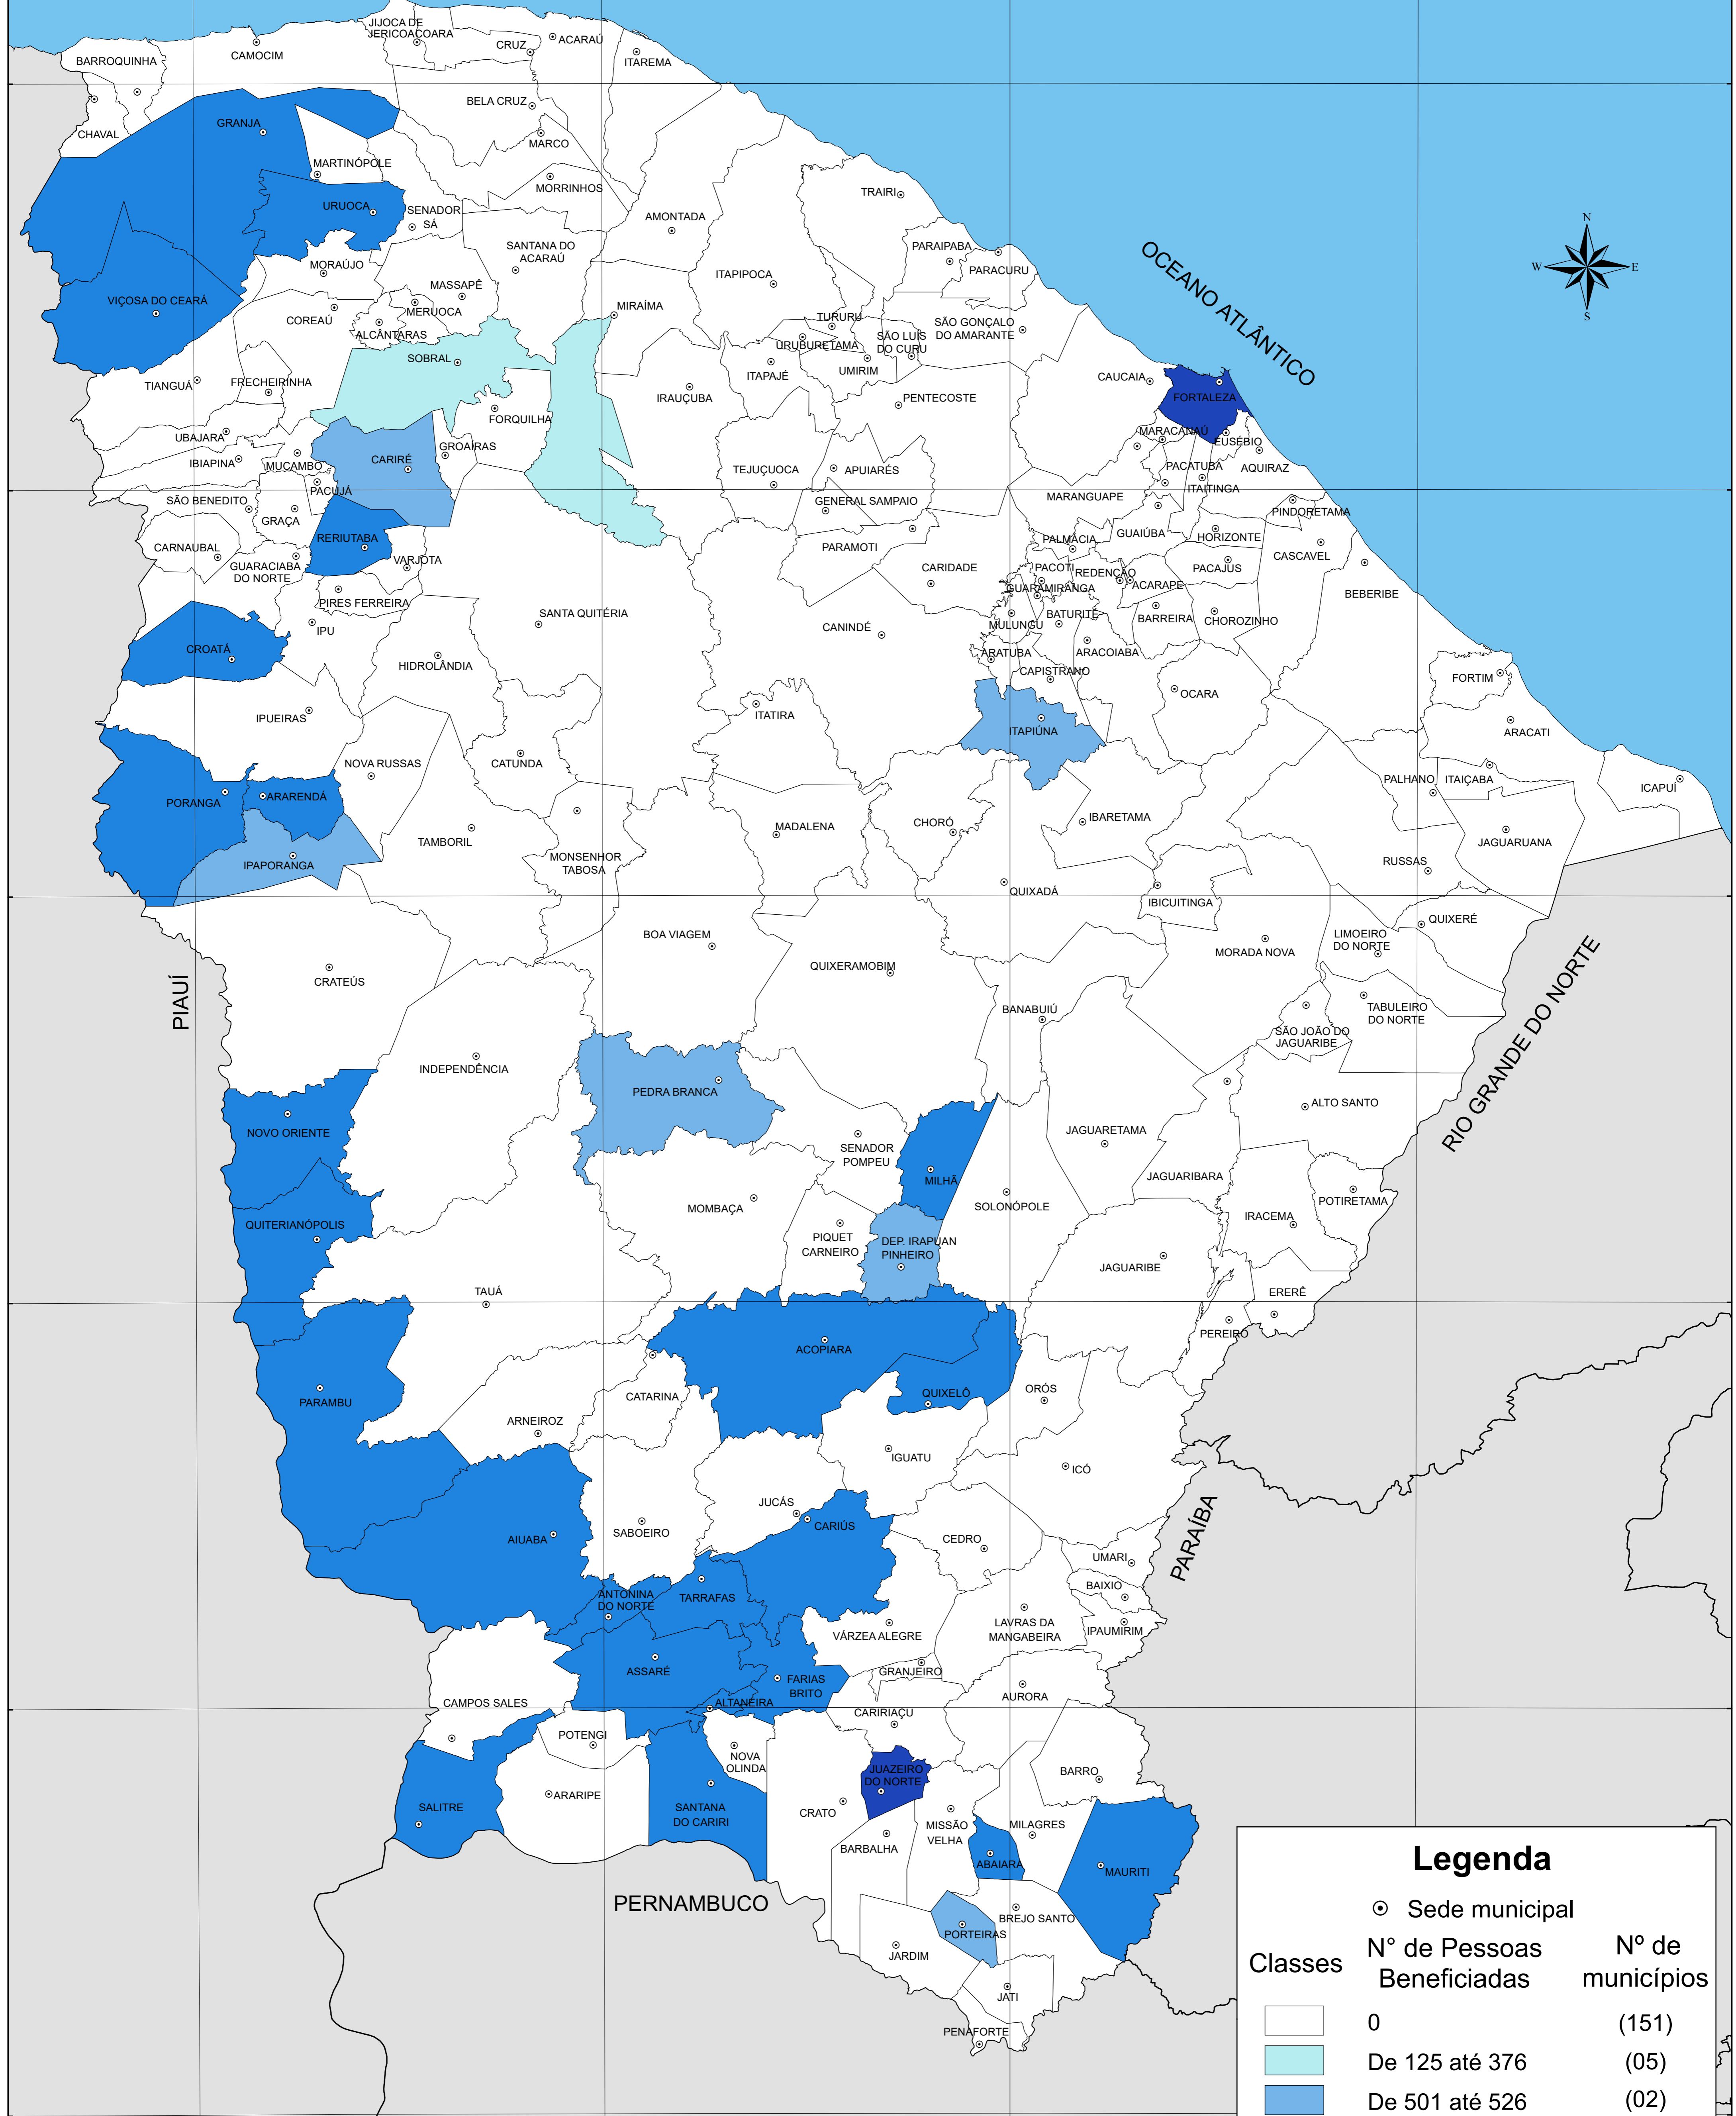 JIJOCA DE
JERICOACOARA
CRUZ
ACARAÚ
ITAREMA
BARROQUINHA
CAMOCIM
BELA CRUZ
CHAVAL
GRANJA
MARCO
MARTINÓPOLE
MORRINHOS
TRAIRI
URUOCA
SENADOR
SÁ
AMONTADA
SANTANA DO
ACARAÚ
PARAIPABA
PARACURU
MORAÚJO
ITAPIPOCA
OCEANO ATLÂNTICO
N
W
E
S
MASSAPÊ
VIÇOSA DO CEARÁ
MERUOCA
MIRAÍMA
COREAÚ
ALCÂNTARAS
TURURU
SÃO GONÇALO
DO AMARANTE
URUBURETAMA
SÃO LUIS
DO CURU
SOBRAL
UMIRIM
ITAPAJÉ
TIANGUÁ
FRECHEIRINHA
IRAUÇUBA
CAUCAIA
FORTALEZA
PENTECOSTE
FORQUILHA
UBAJARA
MARACANAÚ
EUSÉBIO
GROAÍRAS
IBIAPINA
MUCAMBO
CARIRÉ
TEJUÇUOCA
APUIARÉS
PACATUBA
AQUIRAZ
PACUJÁ
ITAITINGA
SÃO BENEDITO
GENERAL SAMPAIO
MARANGUAPE
PINDORETAMA
GRAÇA
RERIUTABA
GUAIÚBA
HORIZONTE
CARNAUBAL
PARAMOTI
PALMÁCIA
CASCAVEL
GUARACIABA
DO NORTE
VARJOTA
CARIDADE
PACOTI
REDENÇÃO
PACAJUS
ACARAPE
GUARAMIRANGA
BEBERIBE
PIRES FERREIRA
SANTA QUITÉRIA
BATURITÉ
BARREIRA
CHOROZINHO
IPU
CANINDÉ
MULUNGU
CROATÁ
ARATUBA
ARACOIABA
HIDROLÂNDIA
CAPISTRANO
FORTIM
OCARA
IPUEIRAS
ITATIRA
ITAPIÚNA
ARACATI
NOVA RUSSAS
CATUNDA
PALHANO
ITAIÇABA
ICAPUÍ
PORANGA
ARARENDÁ
IBARETAMA
MADALENA
CHORÓ
TAMBORIL
JAGUARUANA
MONSENHOR
TABOSA
IPAPORANGA
RUSSAS
QUIXADÁ
IBICUITINGA
QUIXERÉ
BOA VIAGEM
LIMOEIRO
DO NORTE
MORADA NOVA
QUIXERAMOBIM
CRATEÚS
PIAUÍ
BANABUIÚ
TABULEIRO
DO NORTE
SÃO JOÃO DO
JAGUARIBE
RIO GRANDE DO NORTE
INDEPENDÊNCIA
PEDRA BRANCA
ALTO SANTO
NOVO ORIENTE
JAGUARETAMA
SENADOR
POMPEU
MILHÃ
JAGUARIBARA
SOLONÓPOLE
POTIRETAMA
MOMBAÇA
IRACEMA
QUITERIANÓPOLIS
PIQUET
CARNEIRO
DEP. IRAPUAN
PINHEIRO
JAGUARIBE
TAUÁ
ERERÊ
PEREIRO
ACOPIARA
QUIXELÔ
ORÓS
CATARINA
PARAMBU
ARNEIROZ
IGUATU
ICÓ
JUCÁS
CARIÚS
SABOEIRO
AIUABA
CEDRO
PARAÍBA
UMARI
BAIXIO
ANTONINA
DO NORTE
TARRAFAS
LAVRAS DA
MANGABEIRA
IPAUMIRIM
VÁRZEA ALEGRE
ASSARÉ
FARIAS
BRITO
GRANJEIRO
CAMPOS SALES
ALTANEIRA
AURORA
CARIRIAÇU
POTENGI
NOVA
OLINDA
JUAZEIRO
DO NORTE
BARRO
ARARIPE
SALITRE
SANTANA
DO CARIRI
CRATO
MISSÃO
VELHA
MILAGRES
BARBALHA
ABAIARA
MAURITI
PERNAMBUCO
BREJO SANTO
PORTEIRAS
JARDIM
JATI
PENAFORTE
Legenda
Sede municipal
Classes
N° de Pessoas
Beneficiadas
Nº de
municípios
0 (151)
De 125 até 376 (05)
De 501 até 526 (02)